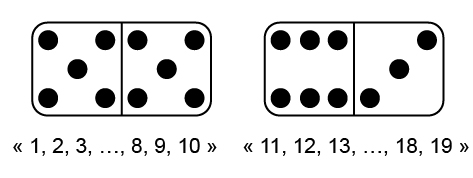 « 1, 2, 3, ..., 8, 9, 10 » « 11, 12, 13, ..., 18, 19 »